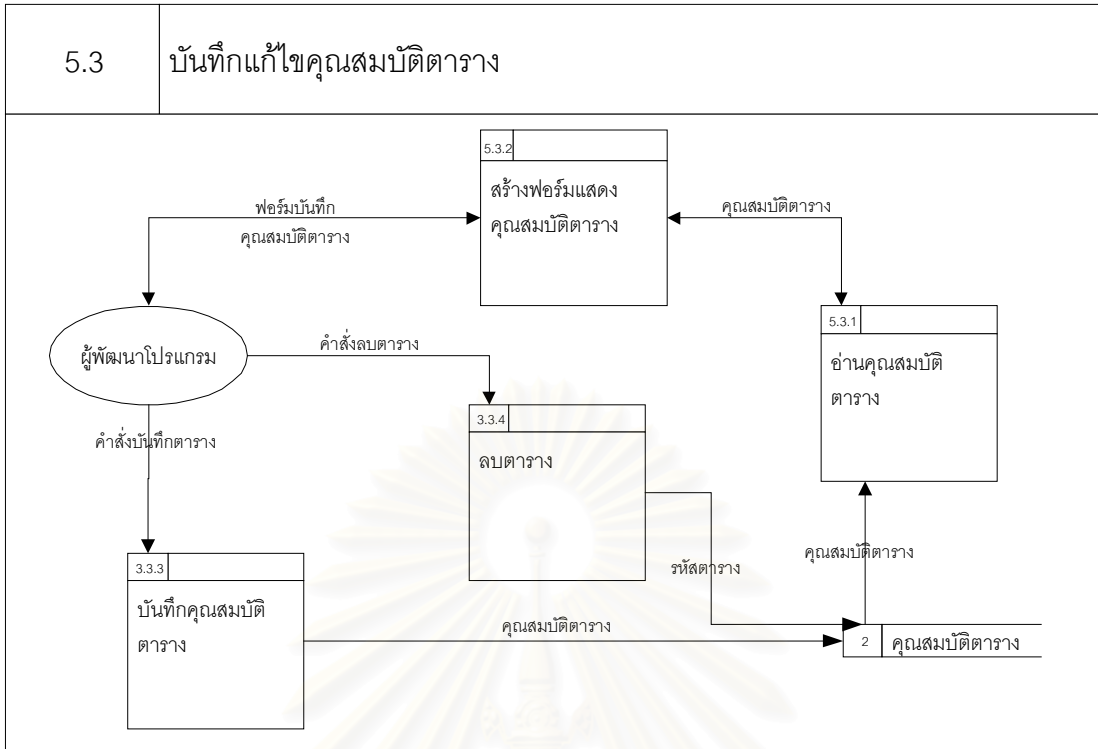 5.3
บันทึกแก้ไขคุณสมบัติตาราง
5.3.2
สร้างฟอร์มแสดง
คุณสมบัติตาราง
ฟอร์มบันทึก
คุณสมบัติตาราง
คุณสมบัติตาราง
5.3.1
อ่านคุณสมบัติ
ตาราง
ผู้พัฒนาโปรแกรม
คำสั่งลบตาราง
3.3.4
ลบตาราง
คำสั่งบันทึกตาราง
3.3.3
บันทึกคุณสมบัติ
ตาราง
รหัสตาราง
คุณสมบัติตาราง
คุณสมบัติตาราง
2
คุณสมบัติตาราง